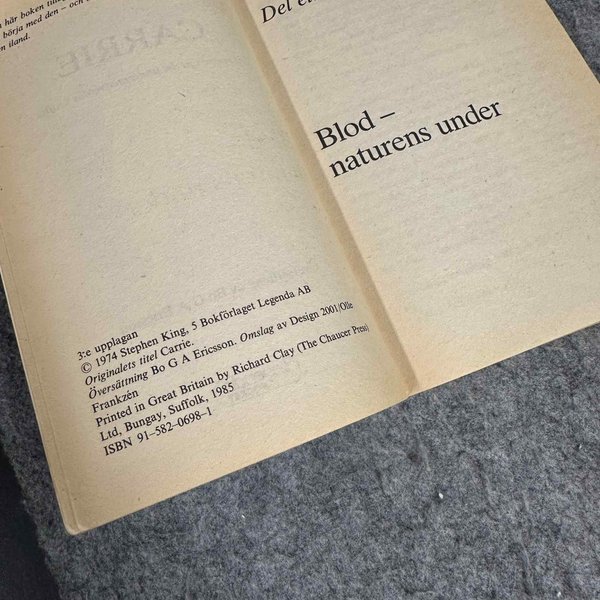 här boken
börja med den – och
iland.
CARRIE
Del
Blod –
naturens under
3:e upplagan
© 1974 Stephen King, 5 Bokförlaget Legenda AB
Originalets titel Carrie.
Översättning Bo G A Ericsson. Omslag av Design 2001/Olle
Frankzén
Printed in Great Britain by Richard Clay (The Chaucer Press)
Ltd, Bungay, Suffolk, 1985
ISBN 91–582–0698–1